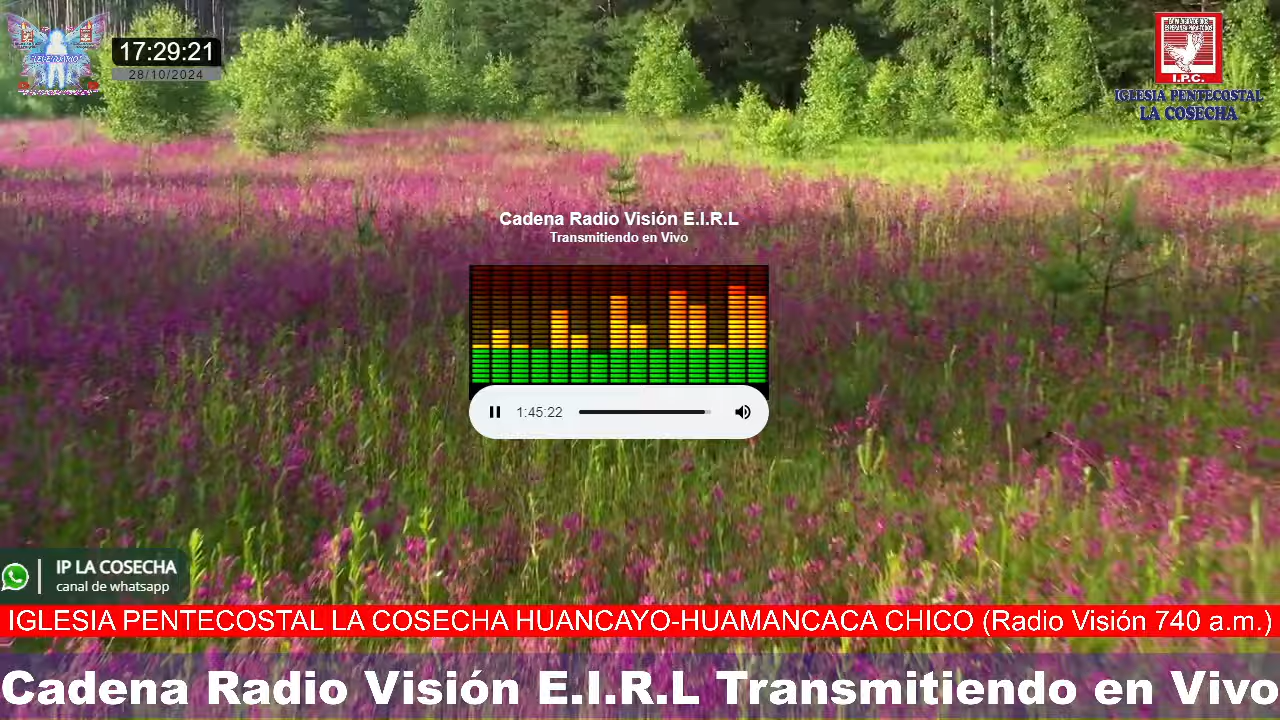 17:29:21
28/10/2024
I.P.C.
IGLESIA PENTECOSTAL
LA COSECHA
Cadena Radio Visión E.I.R.L
Transmitiendo en Vivo
1:45:22
IP LA COSECHA
canal de whatsapp
IGLESIA PENTECOSTAL LA COSECHA HUANCAYO-HUAMANCACA CHICO (Radio Visión 740 a.m.)
Cadena Radio Visión E.I.R.L Transmitiendo en Vivo